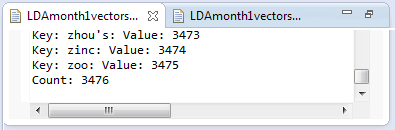 LDAmonth1vectors...
LDAmonth1vectors...
Key: zhou's: Value: 3473
Key: zinc: Value: 3474
Key: zoo: Value: 3475
Count: 3476